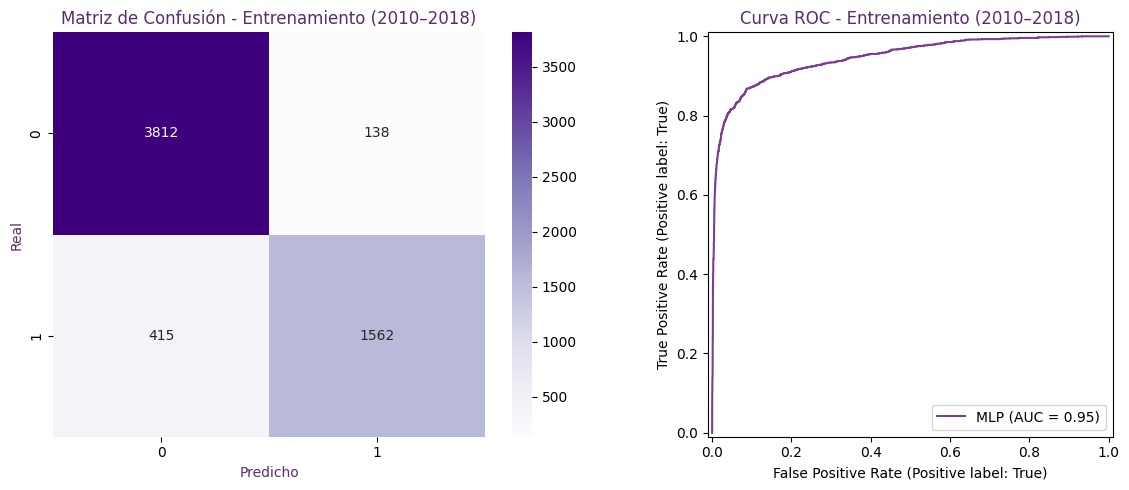 Matriz de Confusión - Entrenamiento (2010–2018)
3812
138
415
1562
0
1
Real
0
1
Predicho
3500
3000
2500
2000
1500
1000
500
Curva ROC - Entrenamiento (2010–2018)
1.0
0.8
0.6
0.4
0.2
0.0
True Positive Rate (Positive label: True)
MLP (AUC = 0.95)
0.0 0.2 0.4 0.6 0.8 1.0
False Positive Rate (Positive label: True)